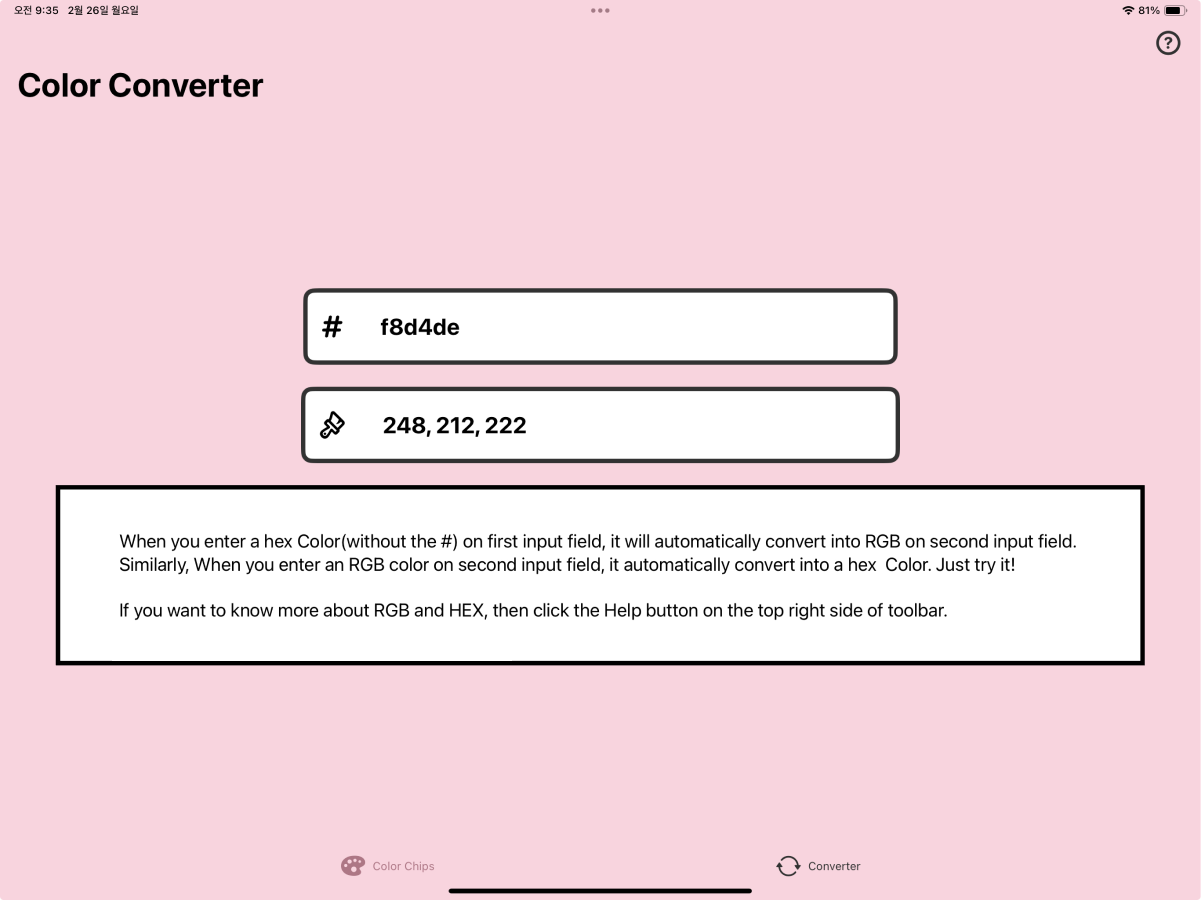 오전 9:35 2월 26일 월요일
81%
Color Converter
# f8d4de
248, 212, 222
When you enter a hex Color(without the #) on first input field, it will automatically convert into RGB on second input field.
Similarly, When you enter an RGB color on second input field, it automatically convert into a hex  Color. Just try it!
If you want to know more about RGB and HEX, then click the Help button on the top right side of toolbar.
Color Chips
Converter